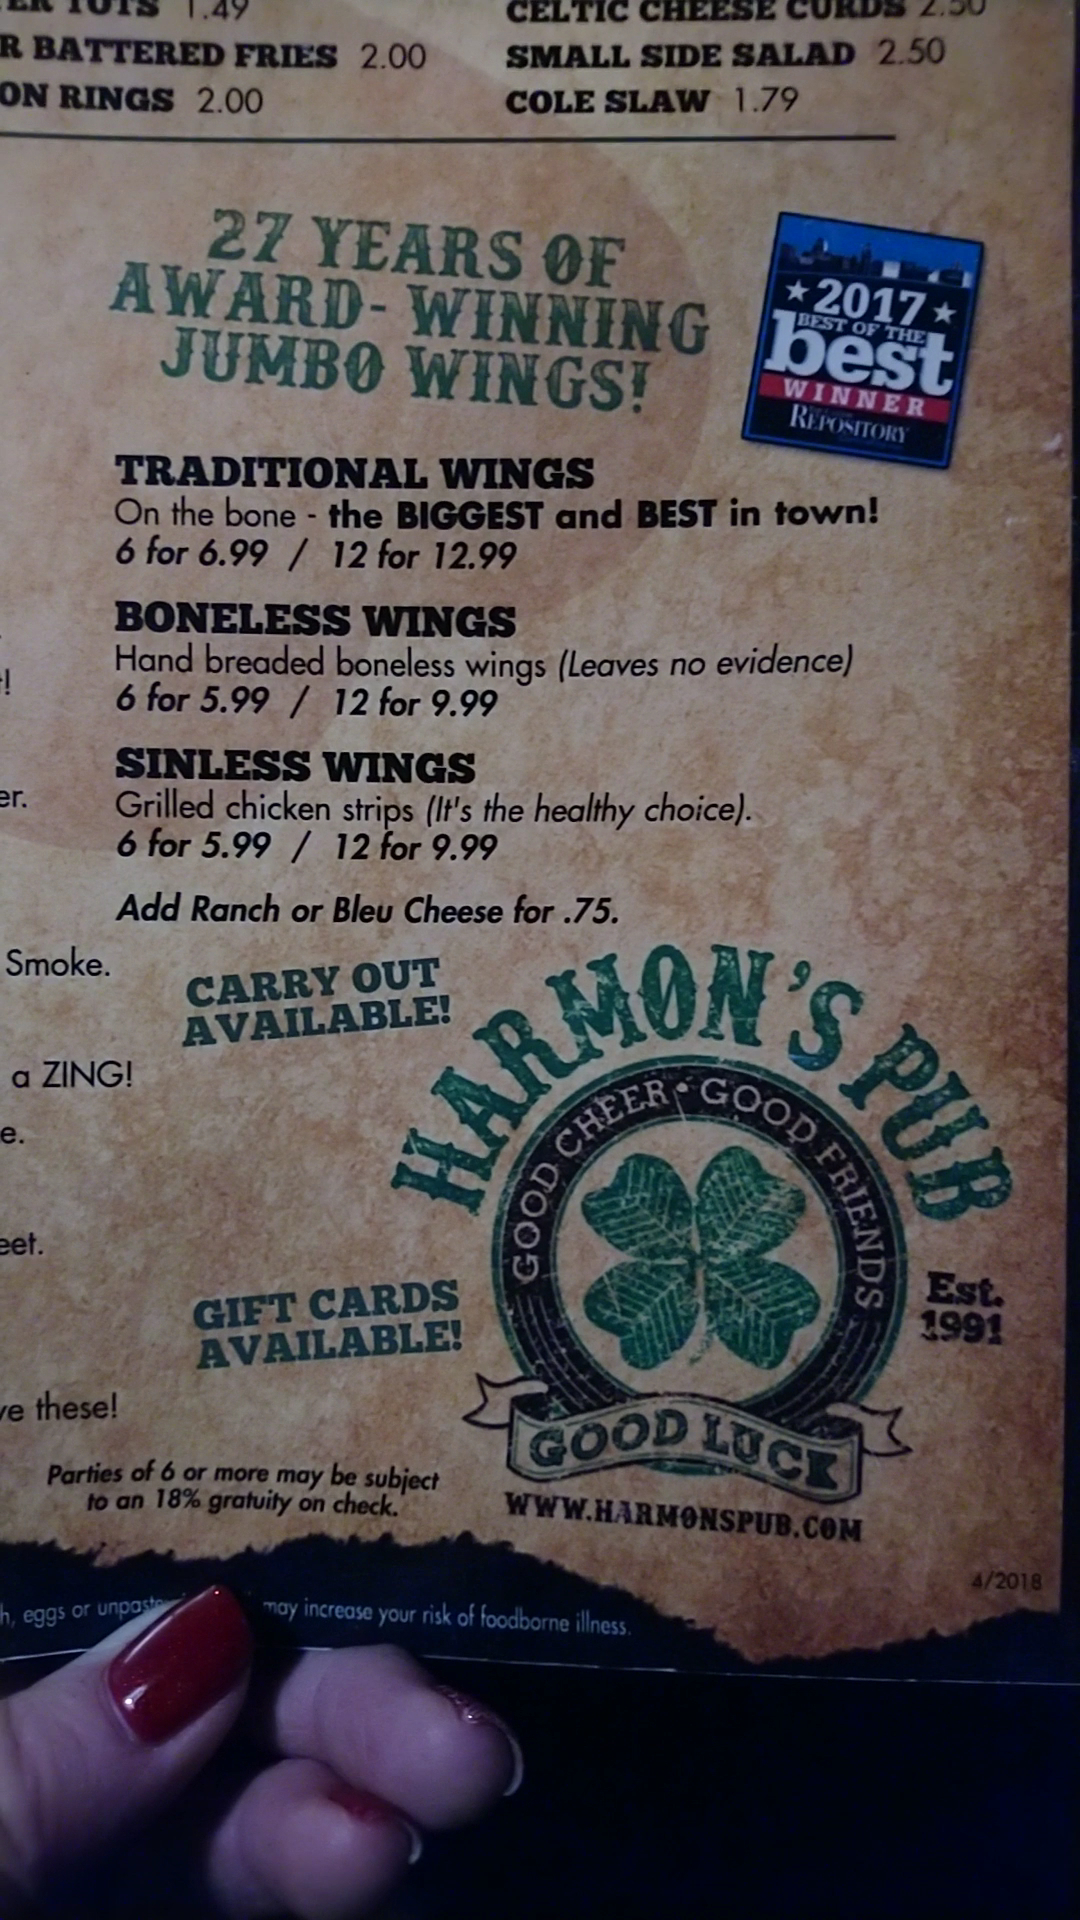 TOTS 1.49
BATTERED FRIES 2.00
RINGS 2.00
CELTIC CHEESE CURDS 2.50
SMALL SIDE SALAD 2.50
COLE SLAW 1.79
27 YEARS OF
AWARD- WINNING
JUMBO WINGS!
2017
BEST OF THE
best
WINNER
REPOSITORY
TRADITIONAL WINGS
On the bone - the BIGGEST and BEST in town!
6 for 6.99 / 12 for 12.99
BONELESS WINGS
Hand breaded boneless wings (Leaves no evidence)
6 for 5.99 / 12 for 9.99
SINLESS WINGS
Grilled chicken strips (It's the healthy choice).
6 for 5.99 / 12 for 9.99
Add Ranch or Bleu Cheese for .75.
Smoke.
a ZING!
these!
CARRY OUT
AVAILABLE!
HARMON'S PUB
GOOD CHEER • GOOD FRIENDS
GOOD LUCK
Est.
1991
GIFT CARDS
AVAILABLE!
Parties of 6 or more may be subject
to an 18% gratuity on check.
WWW.HARMONSPUB.COM
4/2018
eggs or may increase your risk of foodborne illness.